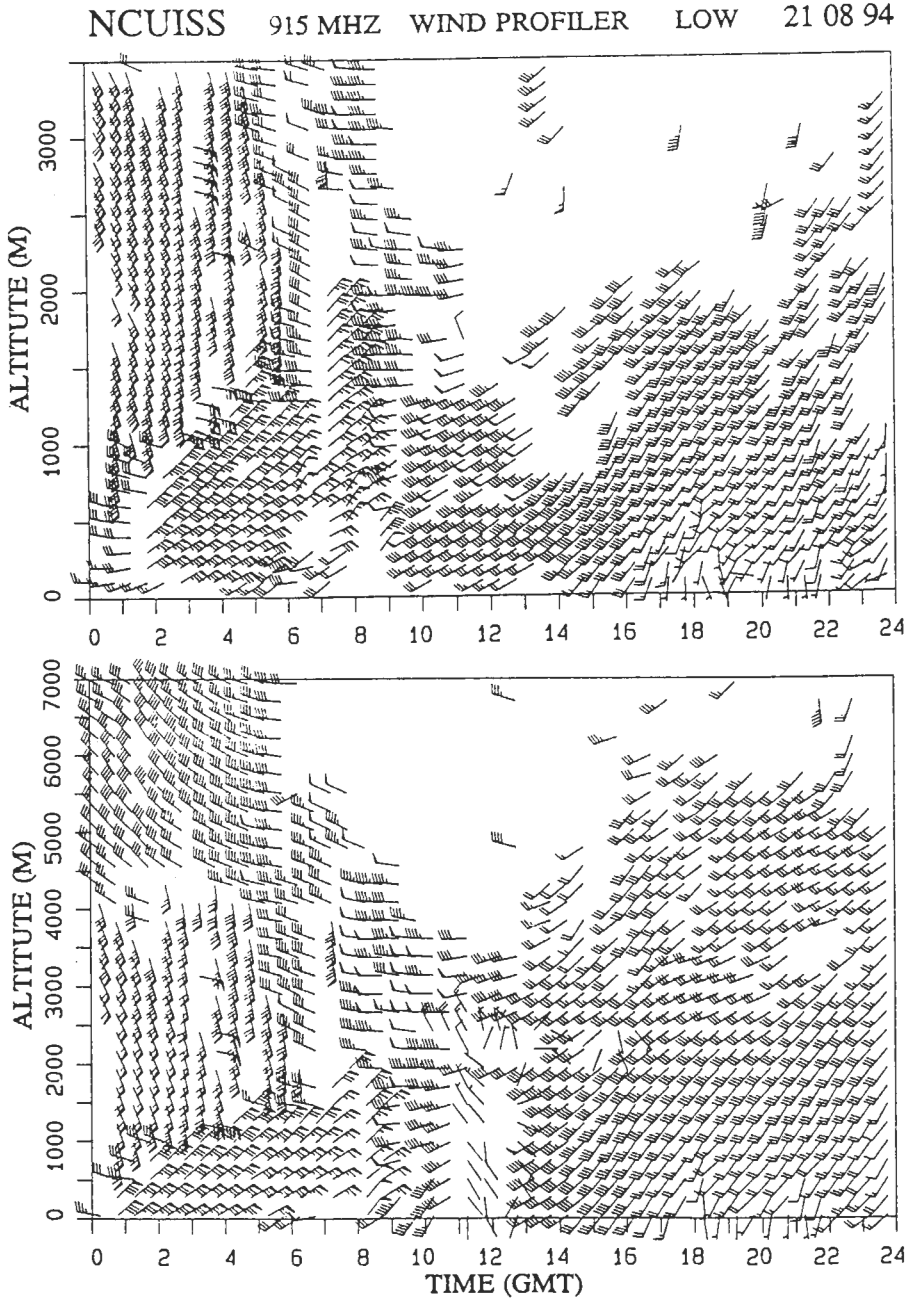 NCUISS 915 MHZ WIND PROFILER LOW 21 08 94
ALTITUTE (M)
3000
2000
1000
0
0 2 4 6 8 10 12 14 16 18 20 22 24
ALTITUTE (M)
7000
6000
5000
4000
3000
2000
1000
0
0 2 4 6 8 10 12 14 16 18 20 22 24
TIME (GMT)